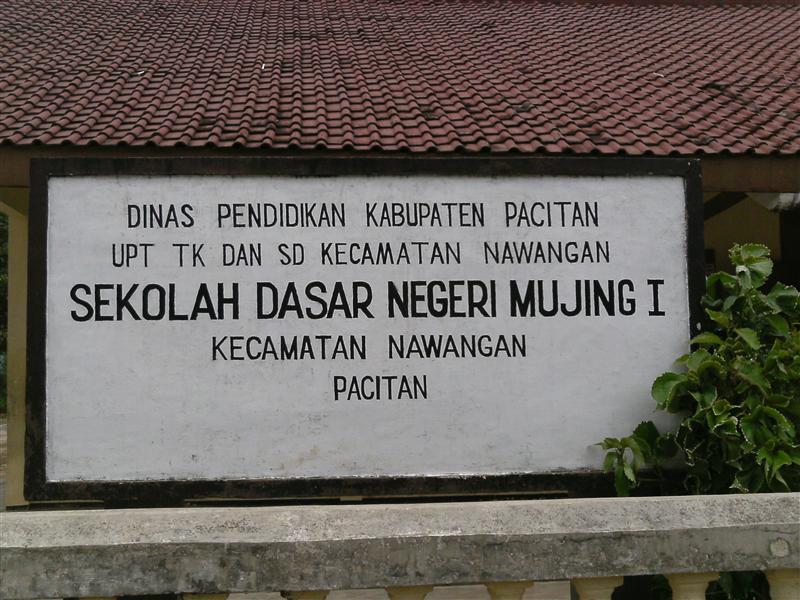 DINAS PENDIDIKAN KABUPATEN PACITAN
UPT TK DAN SD KECAMATAN NAWANGAN
SEKOLAH DASAR NEGERI MUJING I
KECAMATAN NAWANGAN
PACITAN